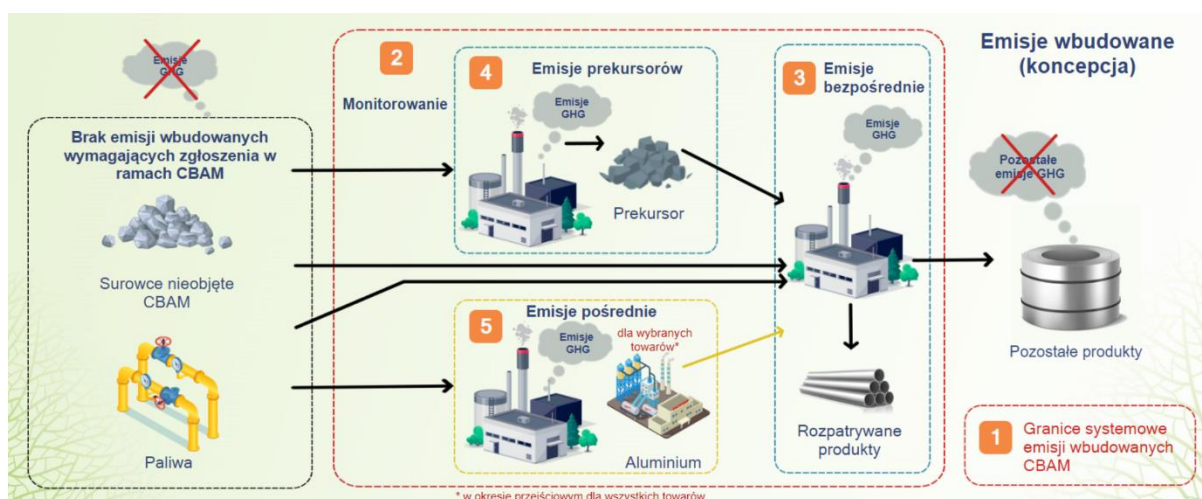 Emisje
GHG
Brak emisji wbudowanych
wymagających zgłoszenia w
ramach CBAM
Surowce nieobjęte
CBAM
Paliwa
2
Monitorowanie
4
Emisje prekursorów
Emisje
GHG
Prekursor
5
Emisje pośrednie
Emisje
GHG
dla wybranych
towarów*
Aluminium
3
Emisje
bezpośrednie
Emisje
GHG
Rozpatrywane
produkty
* w okresie przejściowym dla wszystkich towarów
Emisje wbudowane
(koncepcja)
Pozostałe
emisje GHG
Pozostałe produkty
1
Granice systemowe
emisji wbudowanych
CBAM